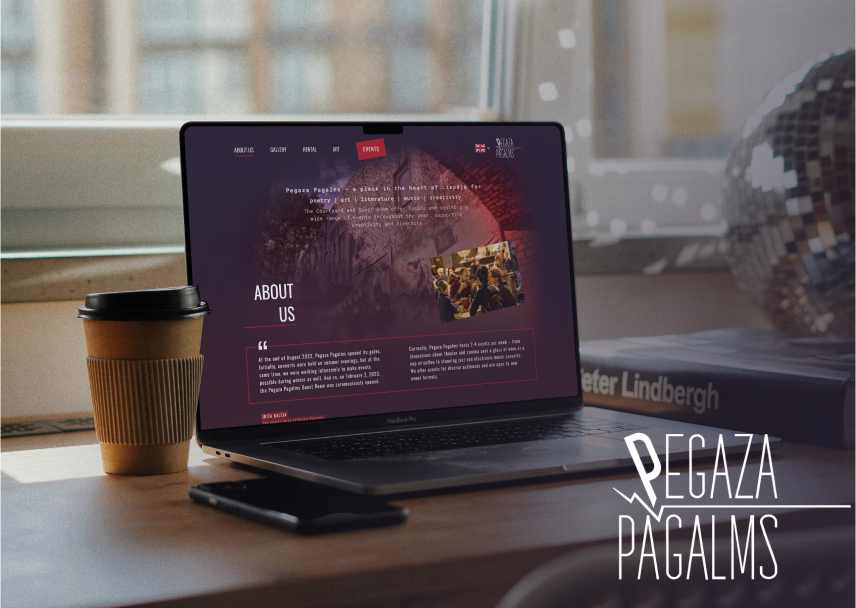 ABOUT US GALLERY RENTAL ART EVENTS PEGAZA
PAGALMS
Pegaza Pagalms - a place in the heart of Liepāja for
poetry | art | literature | music | creativity
The Courtyard and Guest Room offer locals and visitors a
wide range of events throughout the year, supporting
creativity and diversity.
ABOUT
US
“
At the end of August 2022, Pegaza Pagalms opened its gates.
Initially, concerts were held on summer evenings, but at the
same time, we were working intensively to make events
possible during winter as well. And so, on February 2, 2023,
the Pegaza Pagalms Guest Room was ceremoniously opened.
Currently, Pegaza Pagalms hosts 2-4 events per week – from
discussions about theater and cinema over a glass of wine or a
cup of coffee to stunning jazz and electronic music concerts.
We offer events for diverse audiences and are open to new
event formats.
MacBook Pro
eter Lindbergh
PEGAZA
PAGALMS